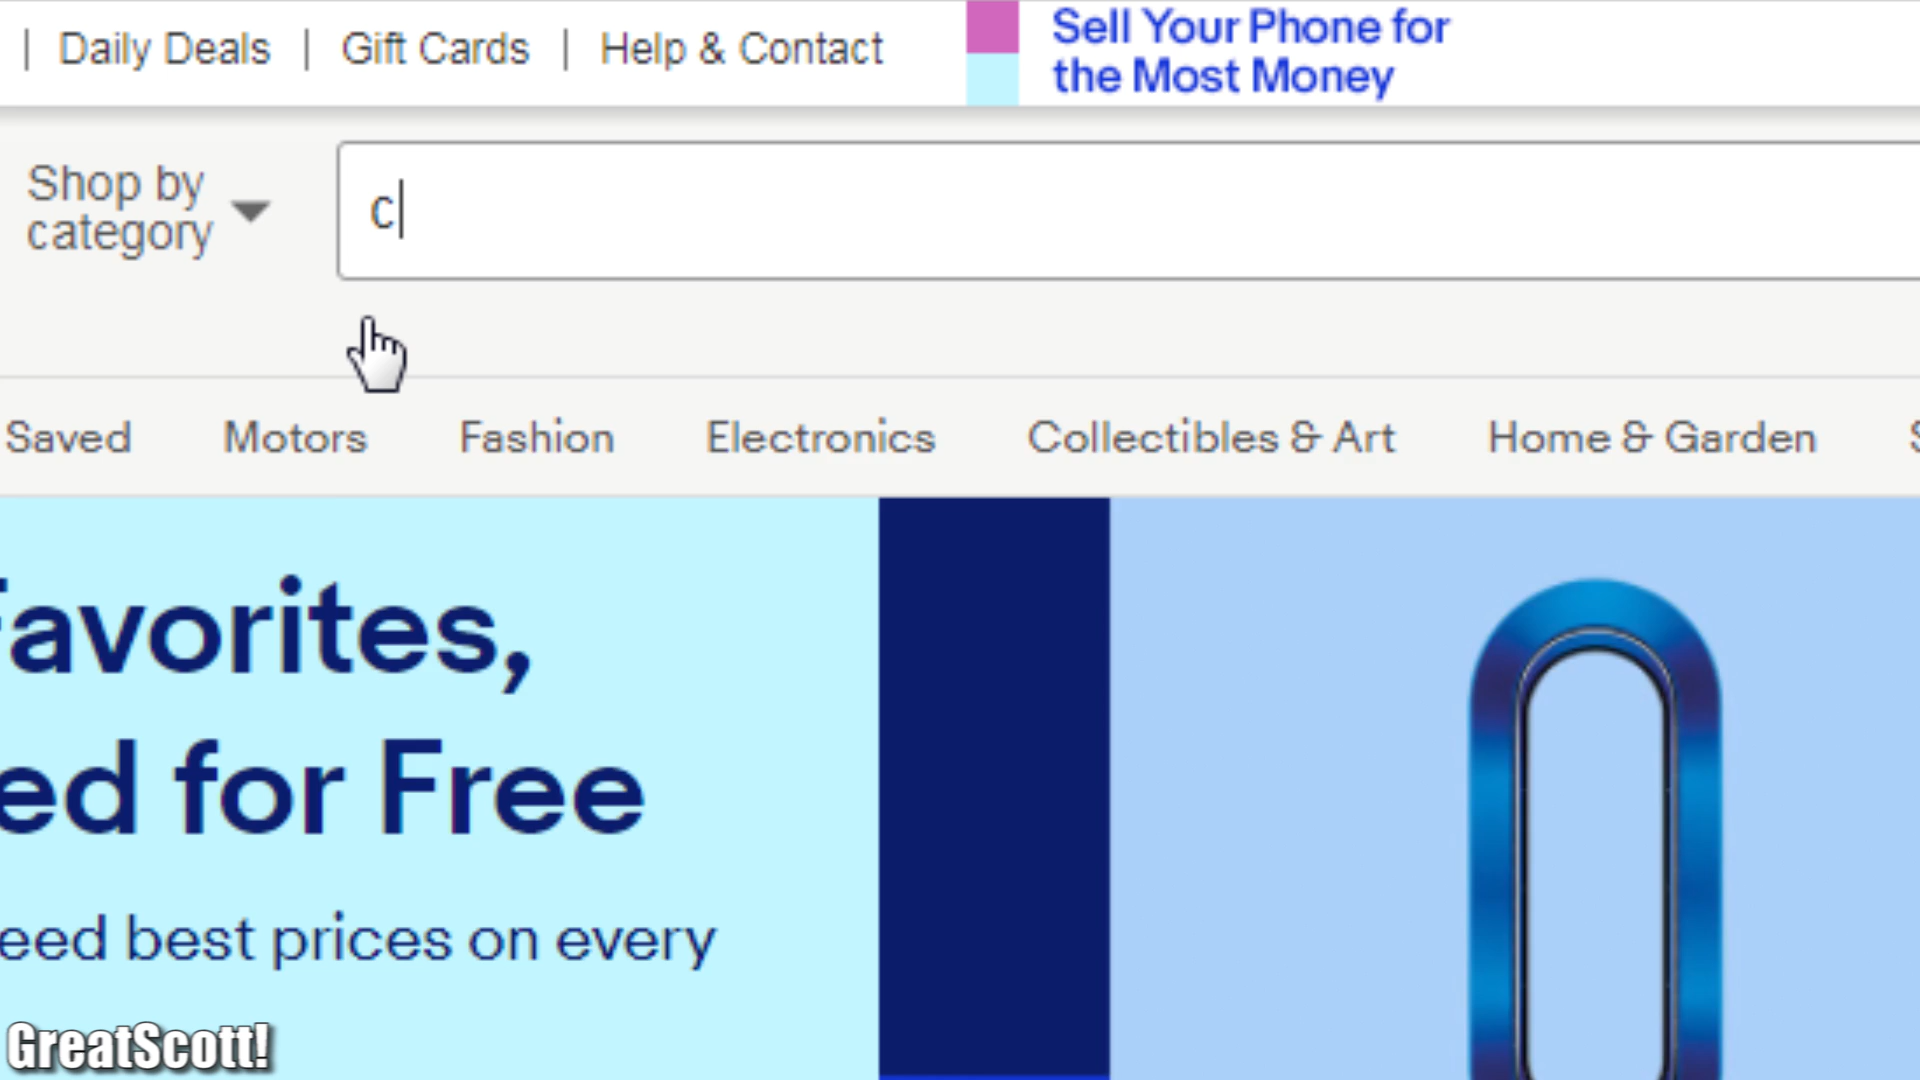 | Daily Deals | Gift Cards | Help & Contact
Sell Your Phone for
the Most Money
Shop by
category
c
Saved Motors Fashion Electronics Collectibles & Art Home & Garden S
avorites,
ed for Free
eed best prices on every
GreatScott!